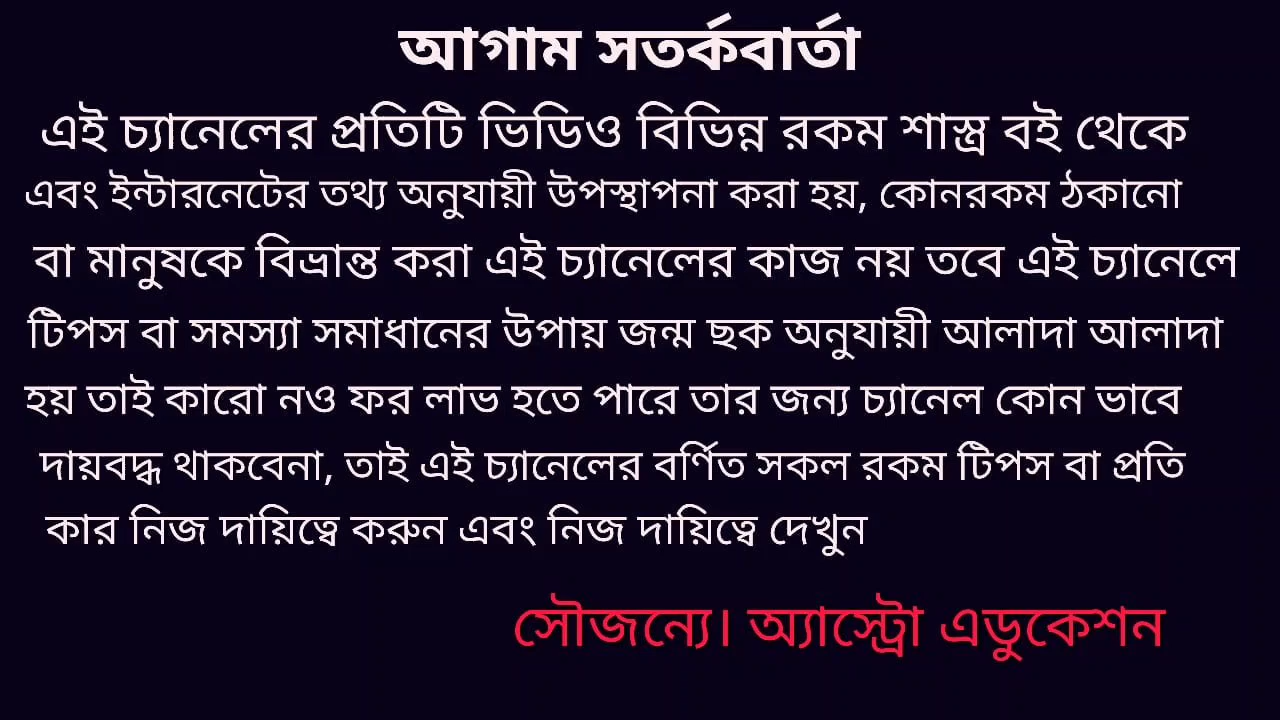 আগাম সতর্কবার্তা
এই চ্যানেলের প্রতিটি ভিডিও বিভিন্ন রকম শাস্ত্র বই থেকে
এবং ইন্টারনেটের তথ্য অনুযায়ী উপস্থাপনা করা হয়, কোনরকম ঠকানো
বা মানুষকে বিভ্রান্ত করা এই চ্যানেলের কাজ নয় তবে এই চ্যানেলে
টিপস বা সমস্যা সমাধানের উপায় জন্ম ছক অনুযায়ী আলাদা আলাদা
হয় তাই কারো নও ফর লাভ হতে পারে তার জন্য চ্যানেল কোন ভাবে
দায়বদ্ধ থাকবেনা, তাই এই চ্যানেলের বর্ণিত সকল রকম টিপস বা প্রতি
কার নিজ দায়িত্বে করুন এবং নিজ দায়িত্বে দেখুন
সৌজন্যে। অ্যাস্ট্রো এডুকেশন